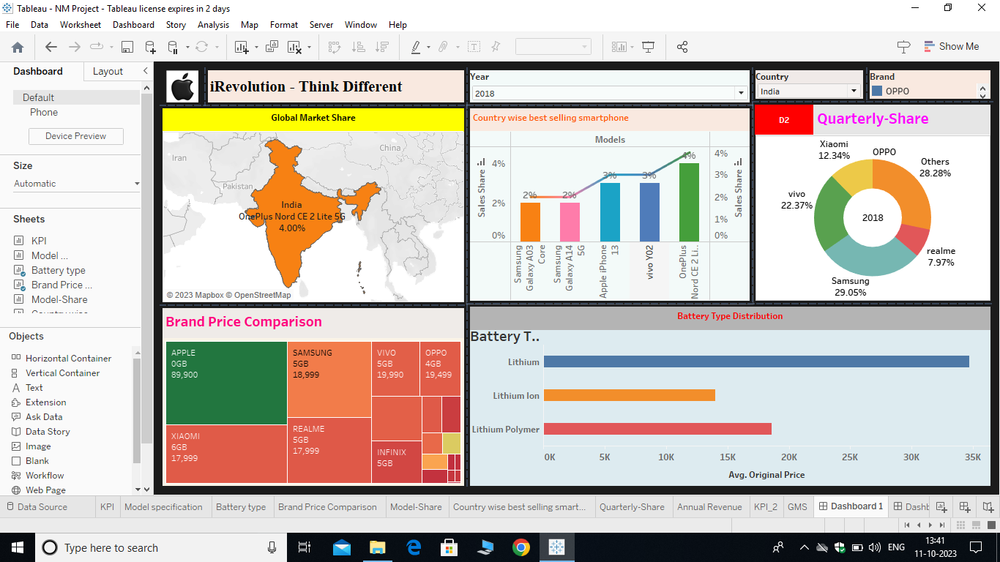 Tableau - NM Project - Tableau license expires in 2 days
File Data Worksheet Dashboard Story Analysis Map Format Server Window Help
Show Me
Dashboard Layout
Default
Phone
Device Preview
Size
Automatic
Sheets
KPI
Model ...
Battery type
Brand Price ...
Model-Share
Objects
Horizontal Container
Vertical Container
Text
Extension
Ask Data
Data Story
Image
Blank
Workflow
Web Page
iRevolution - Think Different
Year
2018
Country
India
Brand
OPPO
Global Market Share
Iran
China
Pakistan
India
OnePlus Nord CE 2 Lite 5G
4.00%
© 2023 Mapbox © OpenStreetMap
Country wise best selling smartphone
Models
Sales Share
4%
2%
0%
2%
2%
3%
3%
4%
4%
3%
2%
1%
0%
Sales Share
Samsung Galaxy A03 Core
Samsung Galaxy A14 5G
Apple iPhone 13
vivo Y02
OnePlus Nord CE 2 Li..
D2
Quarterly-Share
Xiaomi
12.34%
OPPO
Others
28.28%
vivo
22.37%
2018
realme
7.97%
Samsung
29.05%
Brand Price Comparison
APPLE
0GB
89,900
SAMSUNG
5GB
18,999
VIVO
5GB
19,990
OPPO
4GB
19,499
XIAOMI
6GB
17,999
REALME
5GB
17,999
INFINIX
5GB
Battery Type Distribution
Battery T..
Lithium
Lithium Ion
Lithium Polymer
0K 5K 10K 15K 20K 25K 30K 35K
Avg. Original Price
Data Source KPI Model specification Battery type Brand Price Comparison Model-Share Country wise best selling smart... Quarterly-Share Annual Revenue KPI_2 GMS Dashboard 1 Dashb
Type here to search
ENG
13:41
11-10-2023